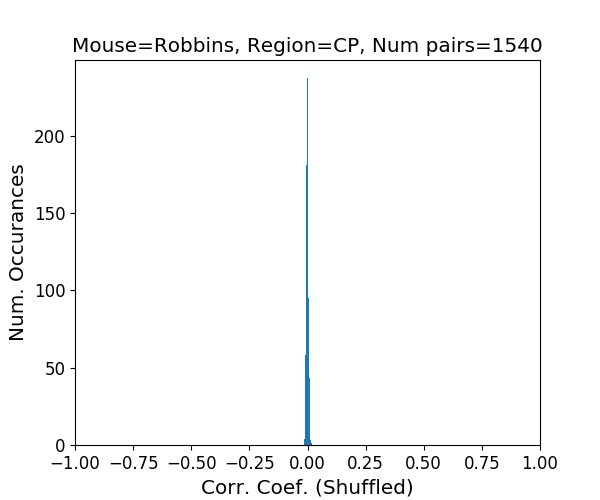 Mouse=Robbins, Region=CP, Num pairs=1540
Num. Occurances
200
150
100
50
0
−1.00 −0.75 −0.50 −0.25 0.00 0.25 0.50 0.75 1.00
Corr. Coef. (Shuffled)